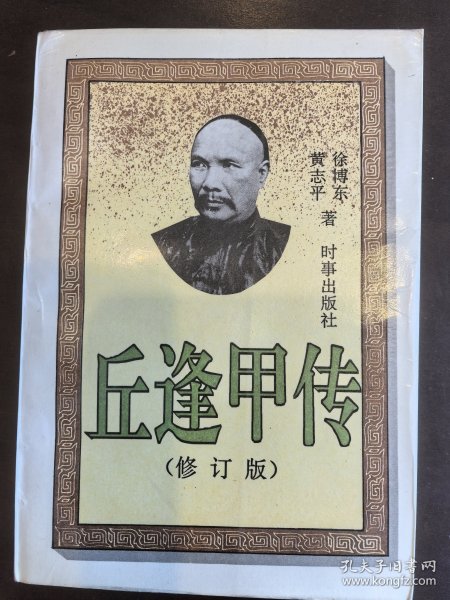 徐博东
黄志平
著
时事出版社
丘逢甲传
（修订版）
孔夫子旧书网
www.kongfz.com